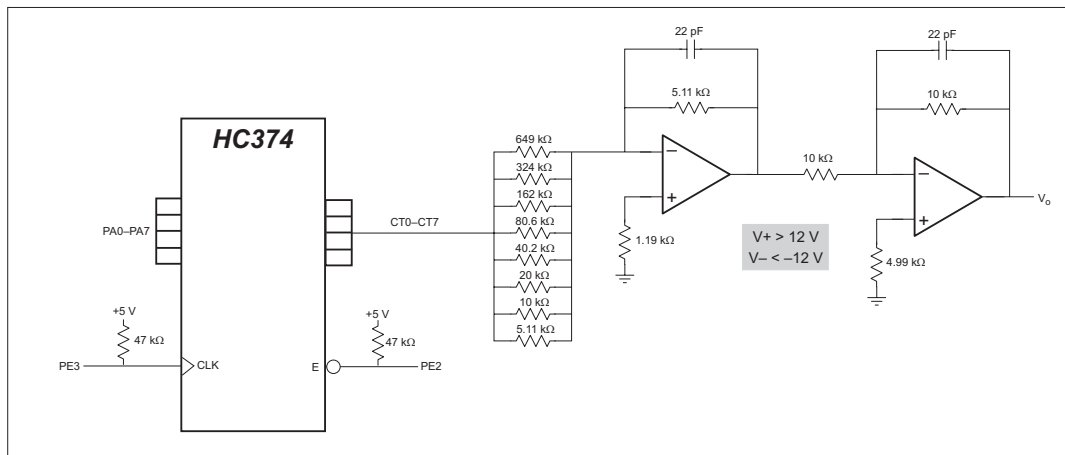 22 pF
22 pF
5.11 kΩ
10 kΩ
HC374
649 kΩ
324 kΩ
162 kΩ
80.6 kΩ
40.2 kΩ
20 kΩ
10 kΩ
5.11 kΩ
–
+
10 kΩ
–
+
Vo
PA0–PA7
CT0–CT7
1.19 kΩ
V+ > 12 V
V– < –12 V
4.99 kΩ
+5 V
47 kΩ
+5 V
47 kΩ
PE3
CLK
E
PE2